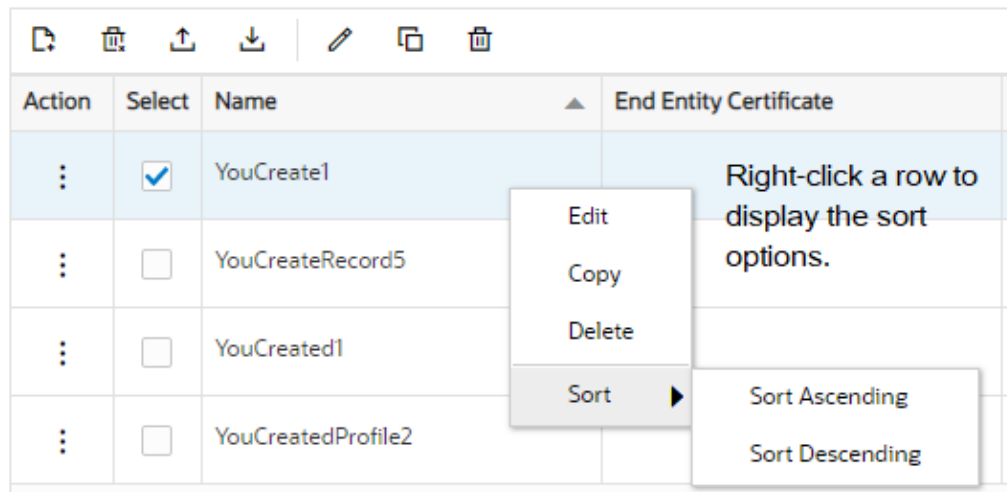 Action Select Name End Entity Certificate
YouCreate1
Right-click a row to
display the sort
options.
Edit
YouCreateRecord5
Copy
Delete
YouCreated1
Sort
Sort Ascending
YouCreatedProfile2
Sort Descending